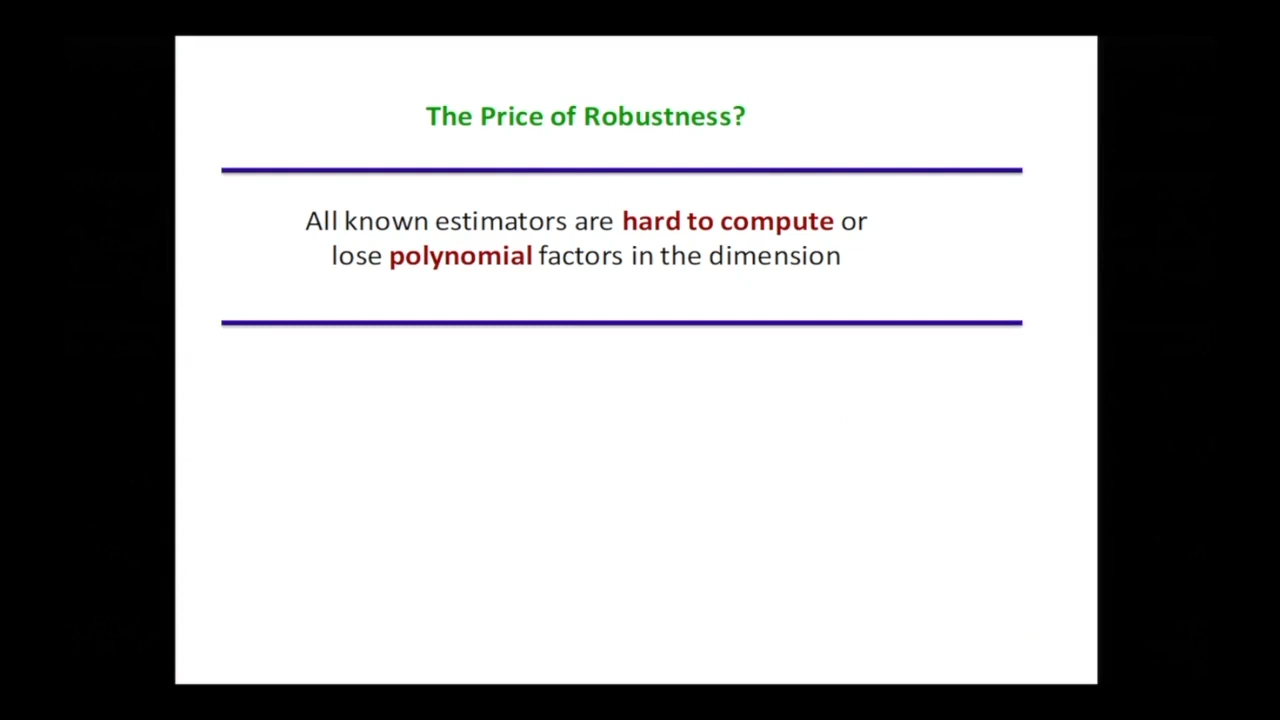 The Price of Robustness?
All known estimators are hard to compute or
lose polynomial factors in the dimension